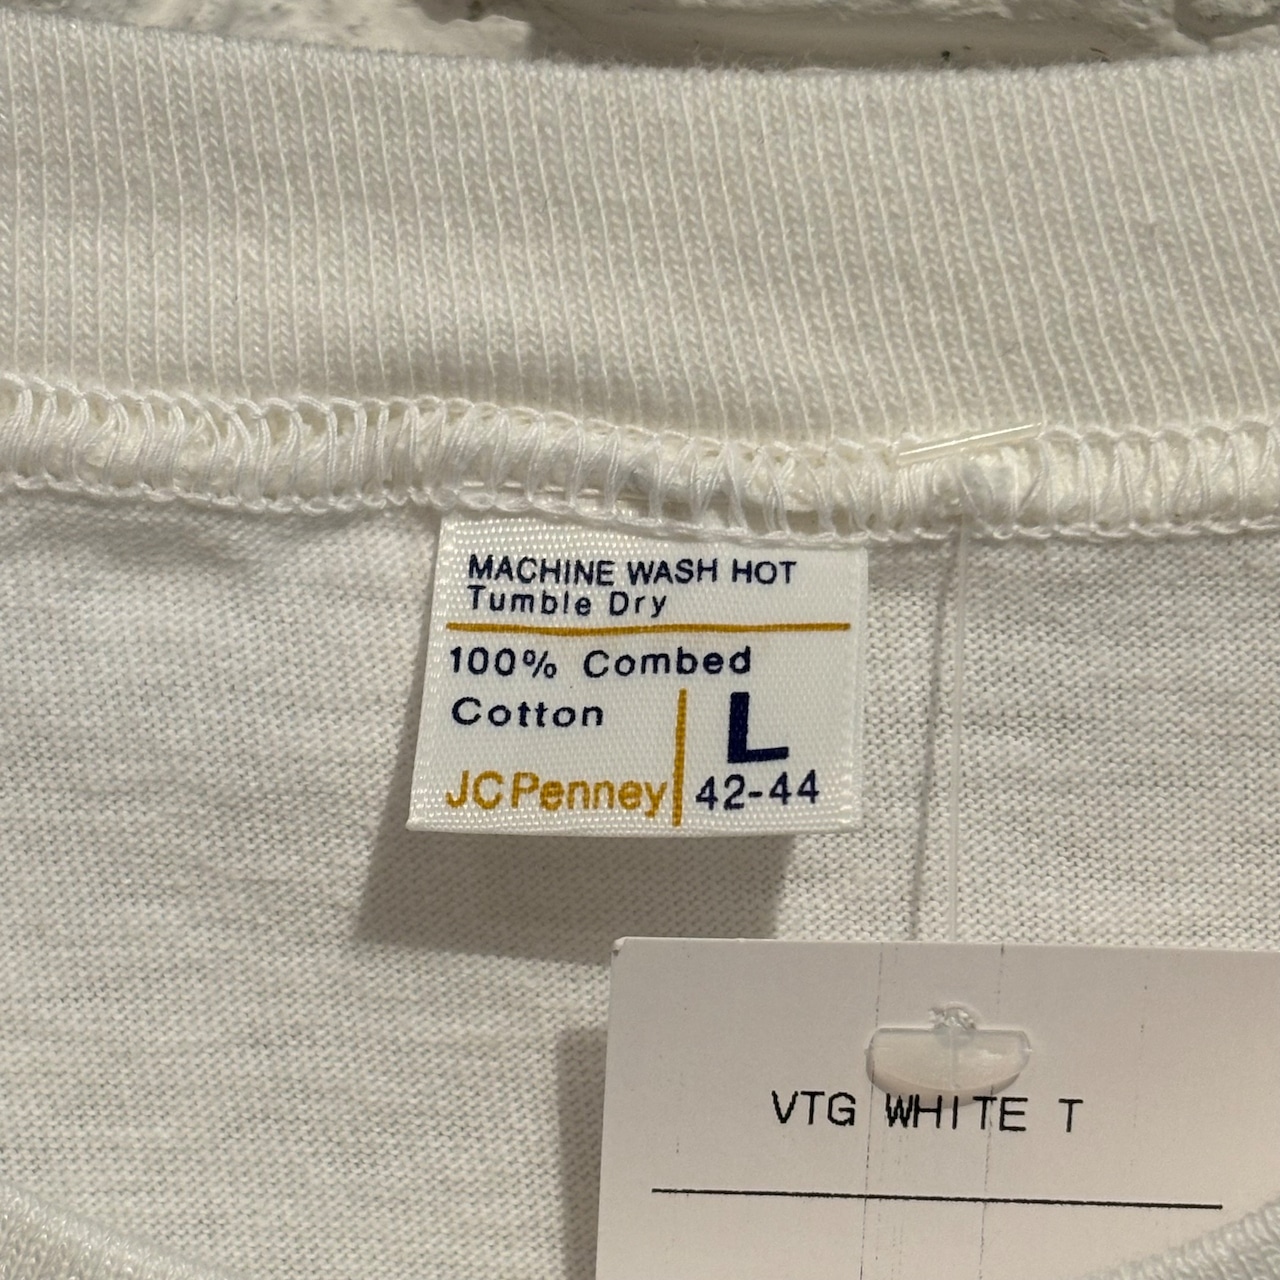 MACHINE WASH HOT
Tumble Dry
100% Combed
Cotton
L
JCPenney
42-44
VTG WHITE T